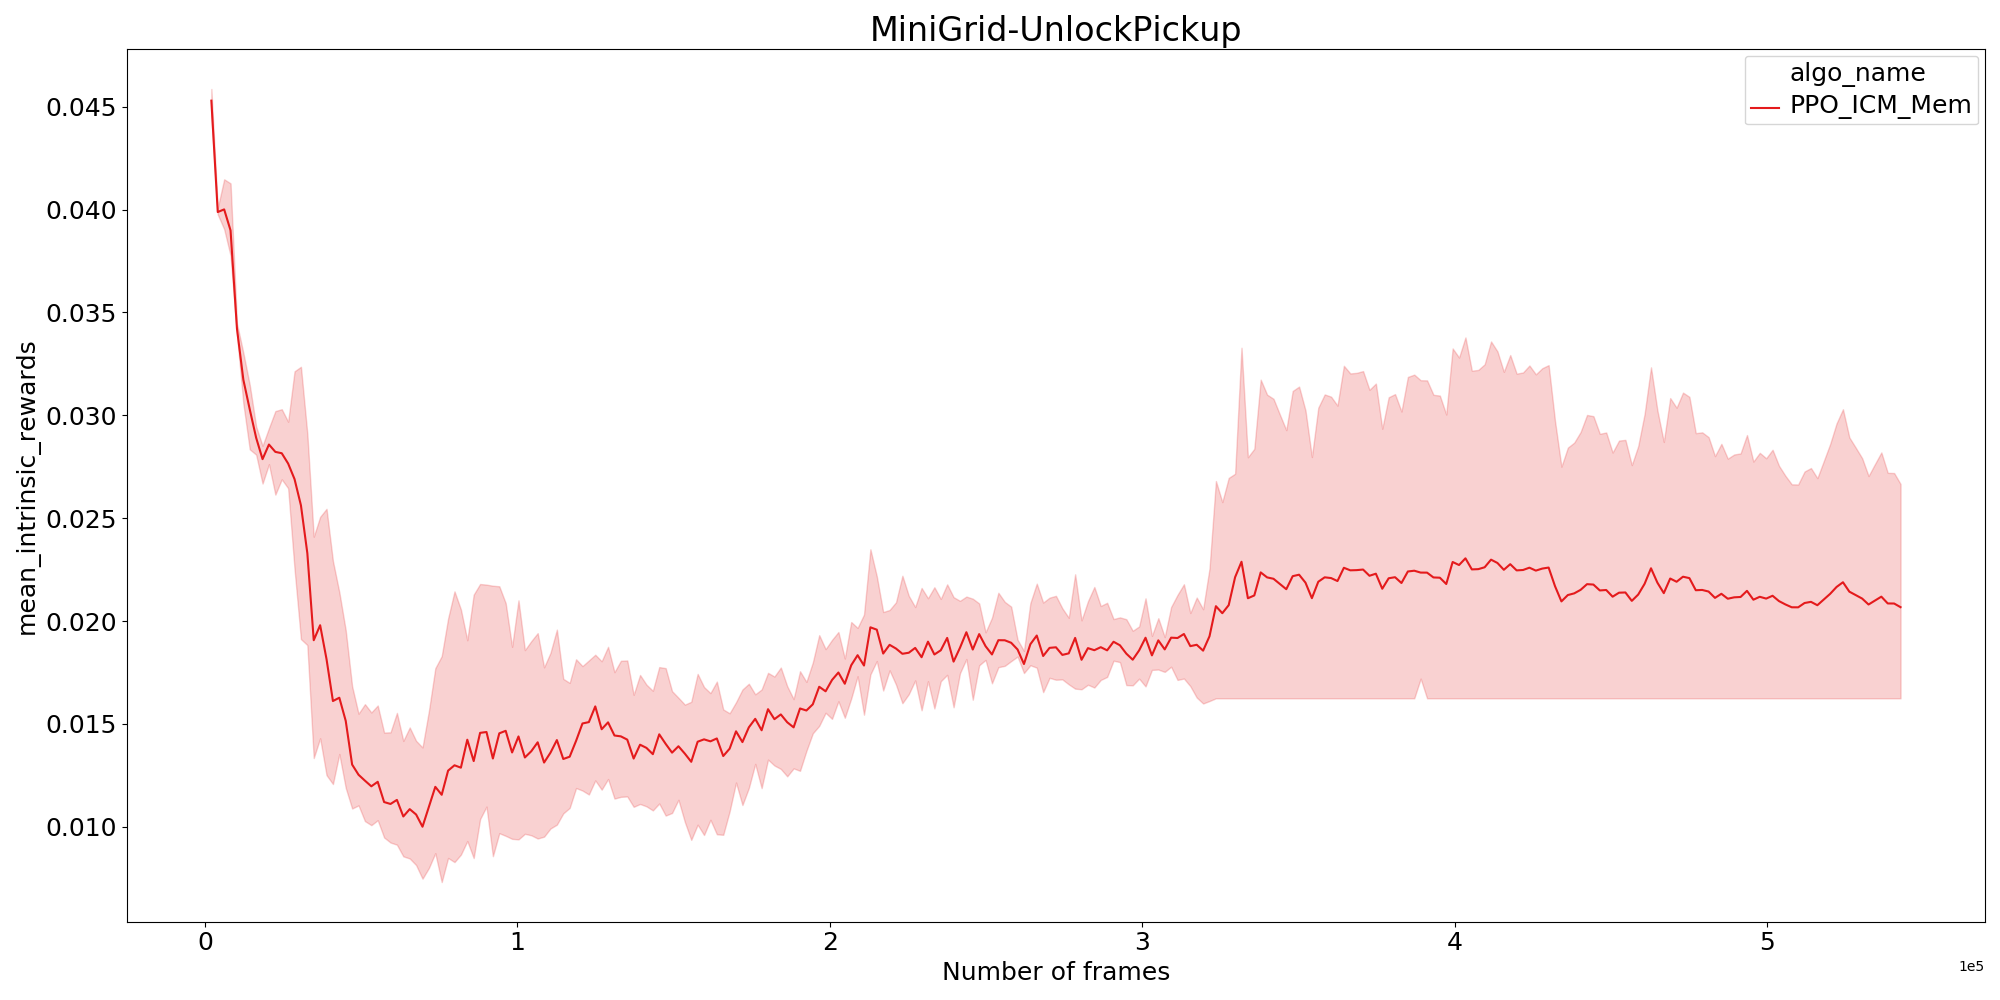 MiniGrid-UnlockPickup
algo_name
PPO_ICM_Mem
mean_intrinsic_rewards
0.045
0.040
0.035
0.030
0.025
0.020
0.015
0.010
0 1 2 3 4 5
1e5
Number of frames